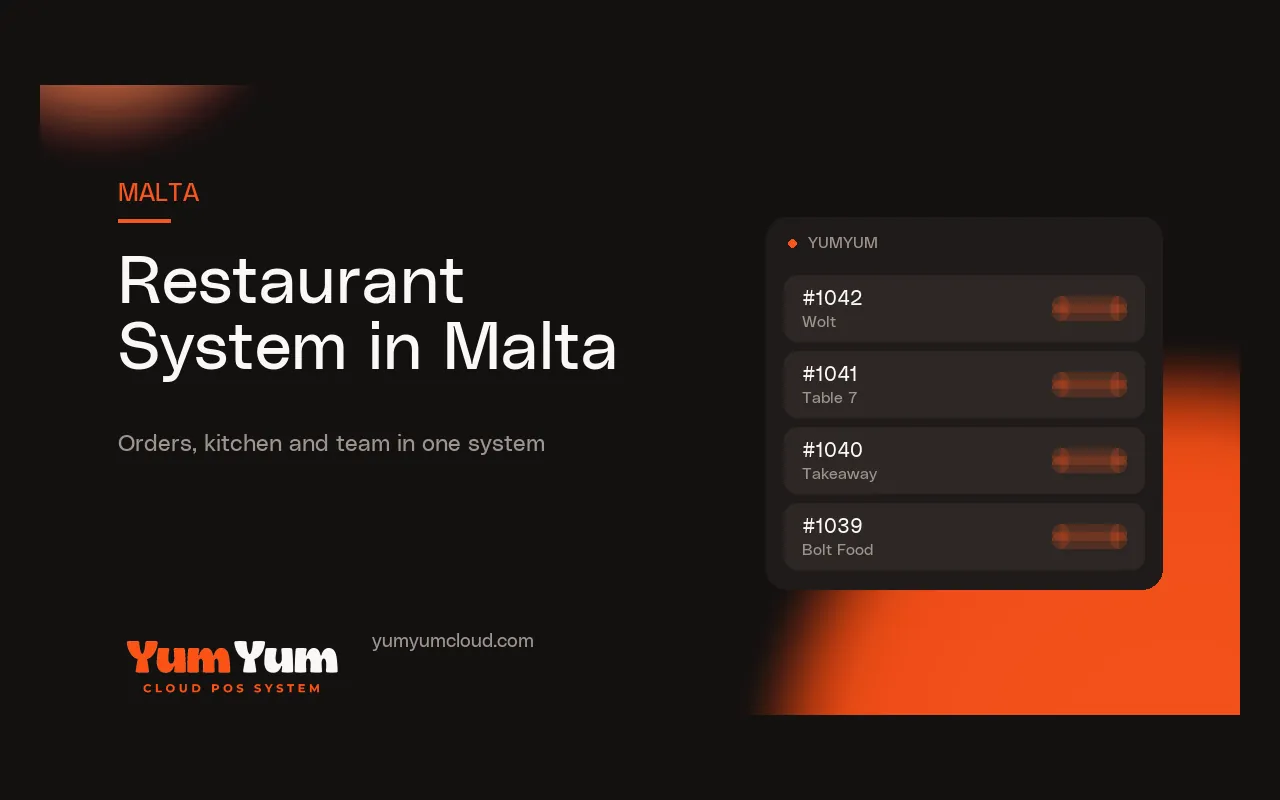 MALTA
Restaurant
System in Malta
Orders, kitchen and team in one system
YumYum
CLOUD POS SYSTEM
yumyumcloud.com
YUMYUM
#1042
Wolt
#1041
Table 7
#1040
Takeaway
#1039
Bolt Food